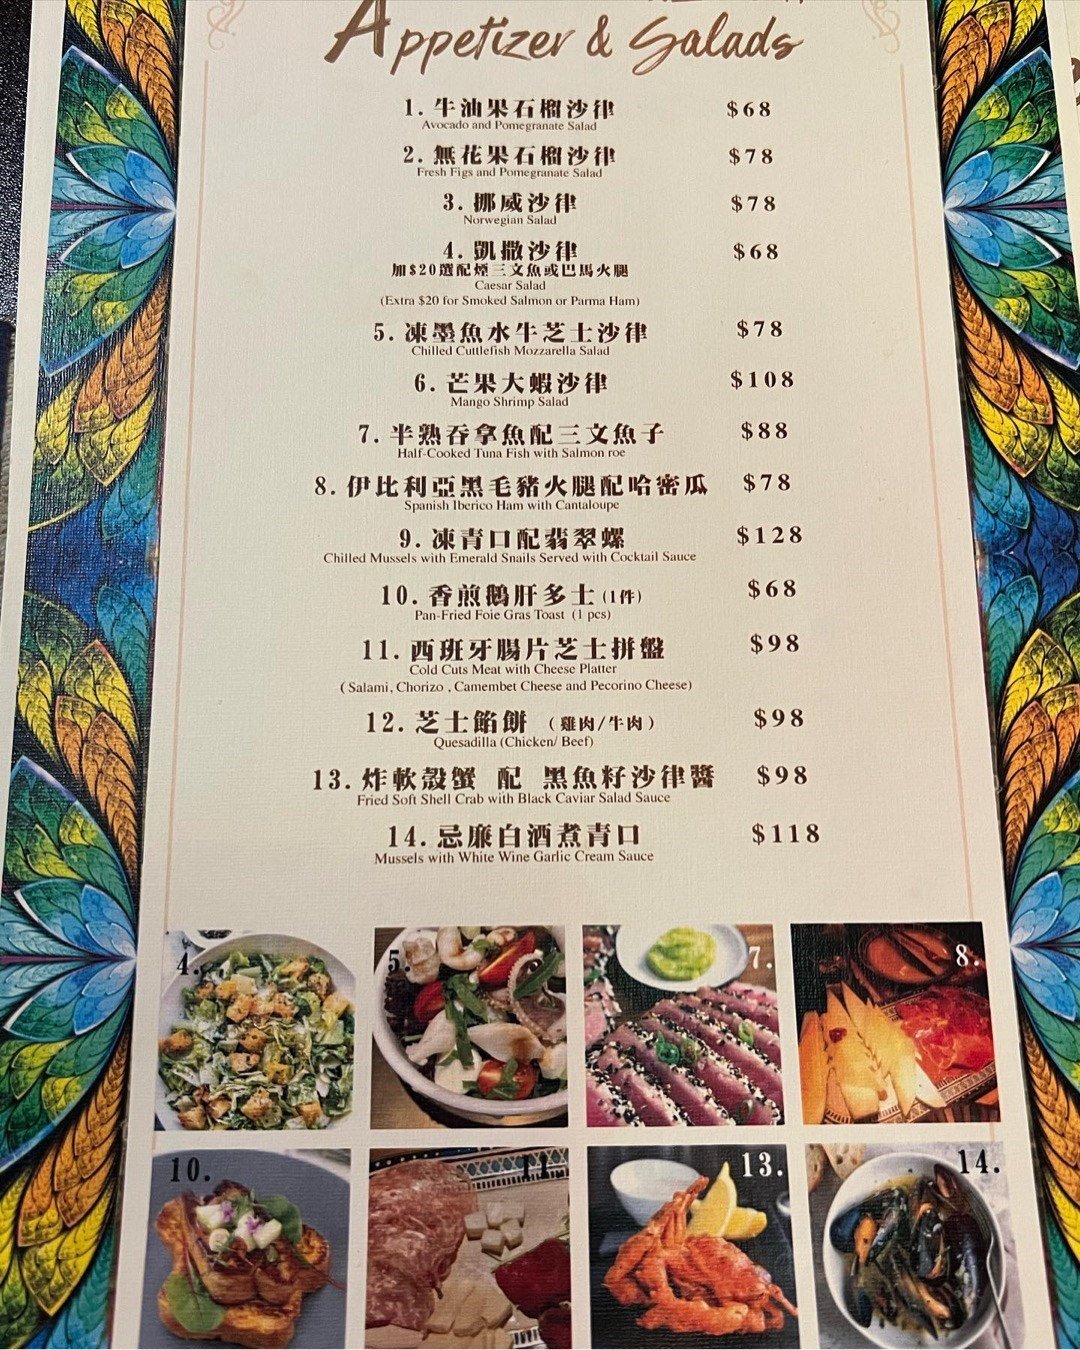 Appetizer & Salads
1. 牛油果石榴沙律 $68
Avocado and Pomegranate Salad
2. 無花果石榴沙律 $78
Fresh Figs and Pomegranate Salad
3. 挪威沙律 $78
Norwegian Salad
4. 凱撒沙律 $68
加$20選配煙三文魚或巴馬火腿
Caesar Salad
(Extra $20 for Smoked Salmon or Parma Ham)
5. 凍墨魚水牛芝士沙律 $78
Chilled Cuttlefish Mozzarella Salad
6. 芒果大蝦沙律 $108
Mango Shrimp Salad
7. 半熟吞拿魚配三文魚子 $88
Half-Cooked Tuna Fish with Salmon roe
8. 伊比利亞黑毛豬火腿配哈密瓜 $78
Spanish Iberico Ham with Cantaloupe
9. 凍青口配翡翠螺 $128
Chilled Mussels with Emerald Snails Served with Cocktail Sauce
10. 香煎鵝肝多士 (1件) $68
Pan-Fried Foie Gras Toast (1 pcs)
11. 西班牙腸片芝士拼盤 $98
Cold Cuts Meat with Cheese Platter
( Salami, Chorizo , Camembet Cheese and Pecorino Cheese)
12. 芝士餡餅 (雞肉/牛肉) $98
Quesadilla (Chicken/ Beef)
13. 炸軟殼蟹 配 黑魚籽沙律醬 $98
Fried Soft Shell Crab with Black Caviar Salad Sauce
14. 忌廉白酒煮青口 $118
Mussels with White Wine Garlic Cream Sauce
4. 5. 7. 8.
10. 11. 13. 14.